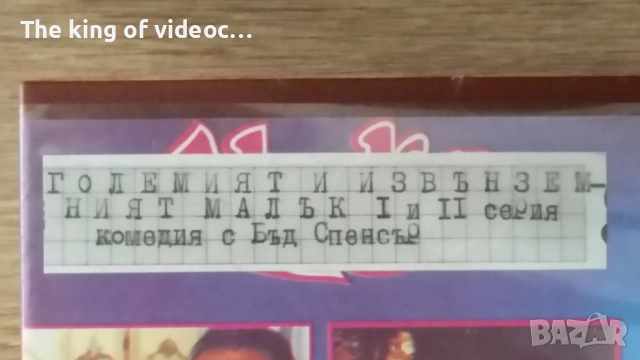 The king of videoc...
ГОЛЕМИЯТ И ИЗВЪНЗЕМ-
НИЯТ МАЛЪК I и II серия
комедия с Бъд Спенсър
BAZAR